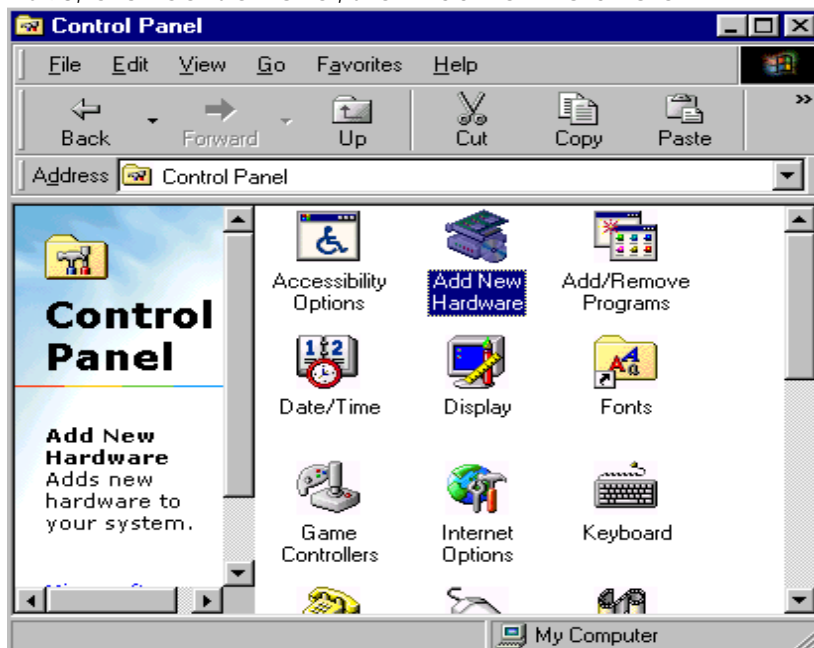 Control Panel
File Edit View Go Favorites Help
Back Forward Up Cut Copy Paste »
Address Control Panel
Control
Panel
Add New
Hardware
Adds new
hardware to
your system.
Accessibility
Options
Add New
Hardware
Add/Remove
Programs
Date/Time
Display
Fonts
Game
Controllers
Internet
Options
Keyboard
My Computer